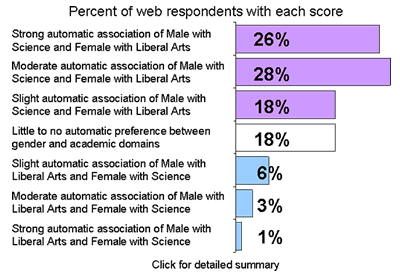 Percent of web respondents with each score
Strong automatic association of Male with
Science and Female with Liberal Arts
26%
Moderate automatic association of Male with
Science and Female with Liberal Arts
28%
Slight automatic association of Male with
Science and Female with Liberal Arts
18%
Little to no automatic preference between
gender and academic domains
18%
Slight automatic association of Male with
Liberal Arts and Female with Science
6%
Moderate automatic association of Male with
Liberal Arts and Female with Science
3%
Strong automatic association of Male with
Liberal Arts and Female with Science
1%
Click for detailed summary